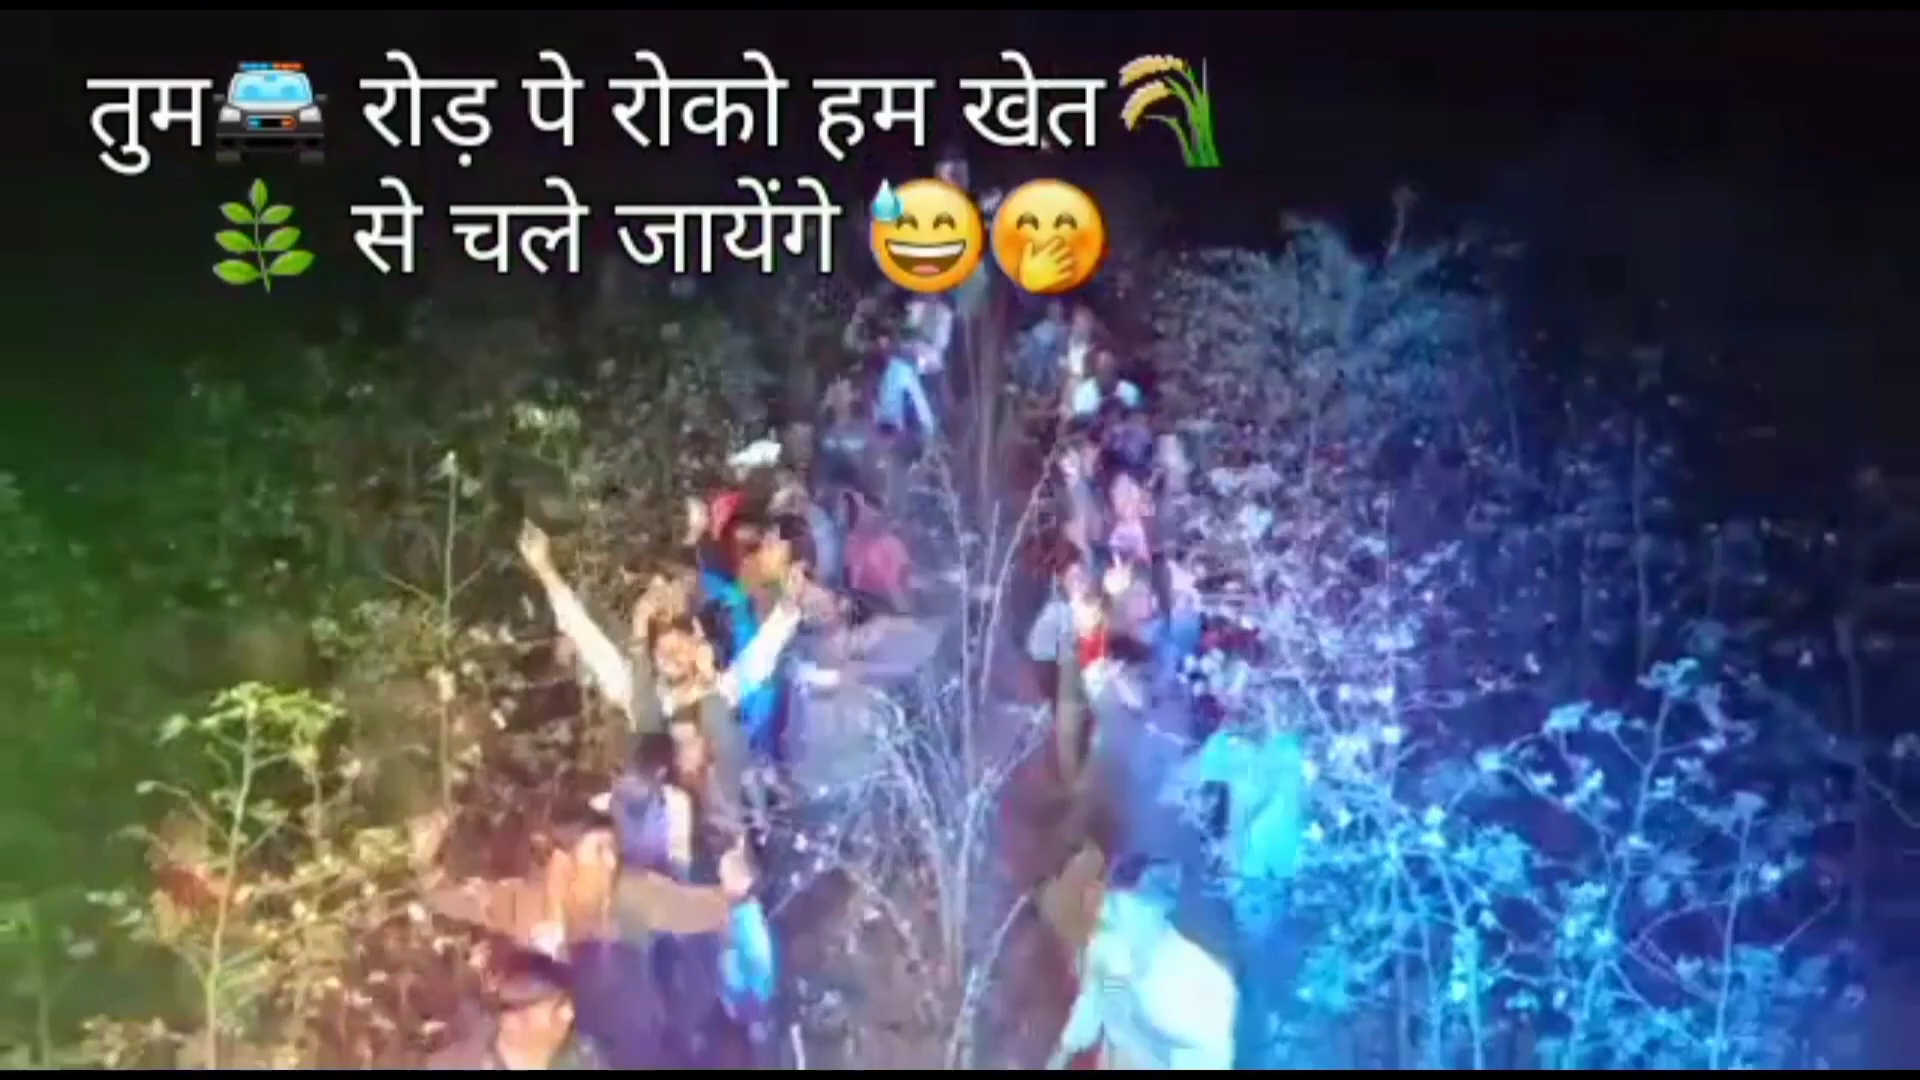 तुम🚔 रोड़ पे रोको हम खेत🌾
🌿 से चले जायेंगे 😅🤭